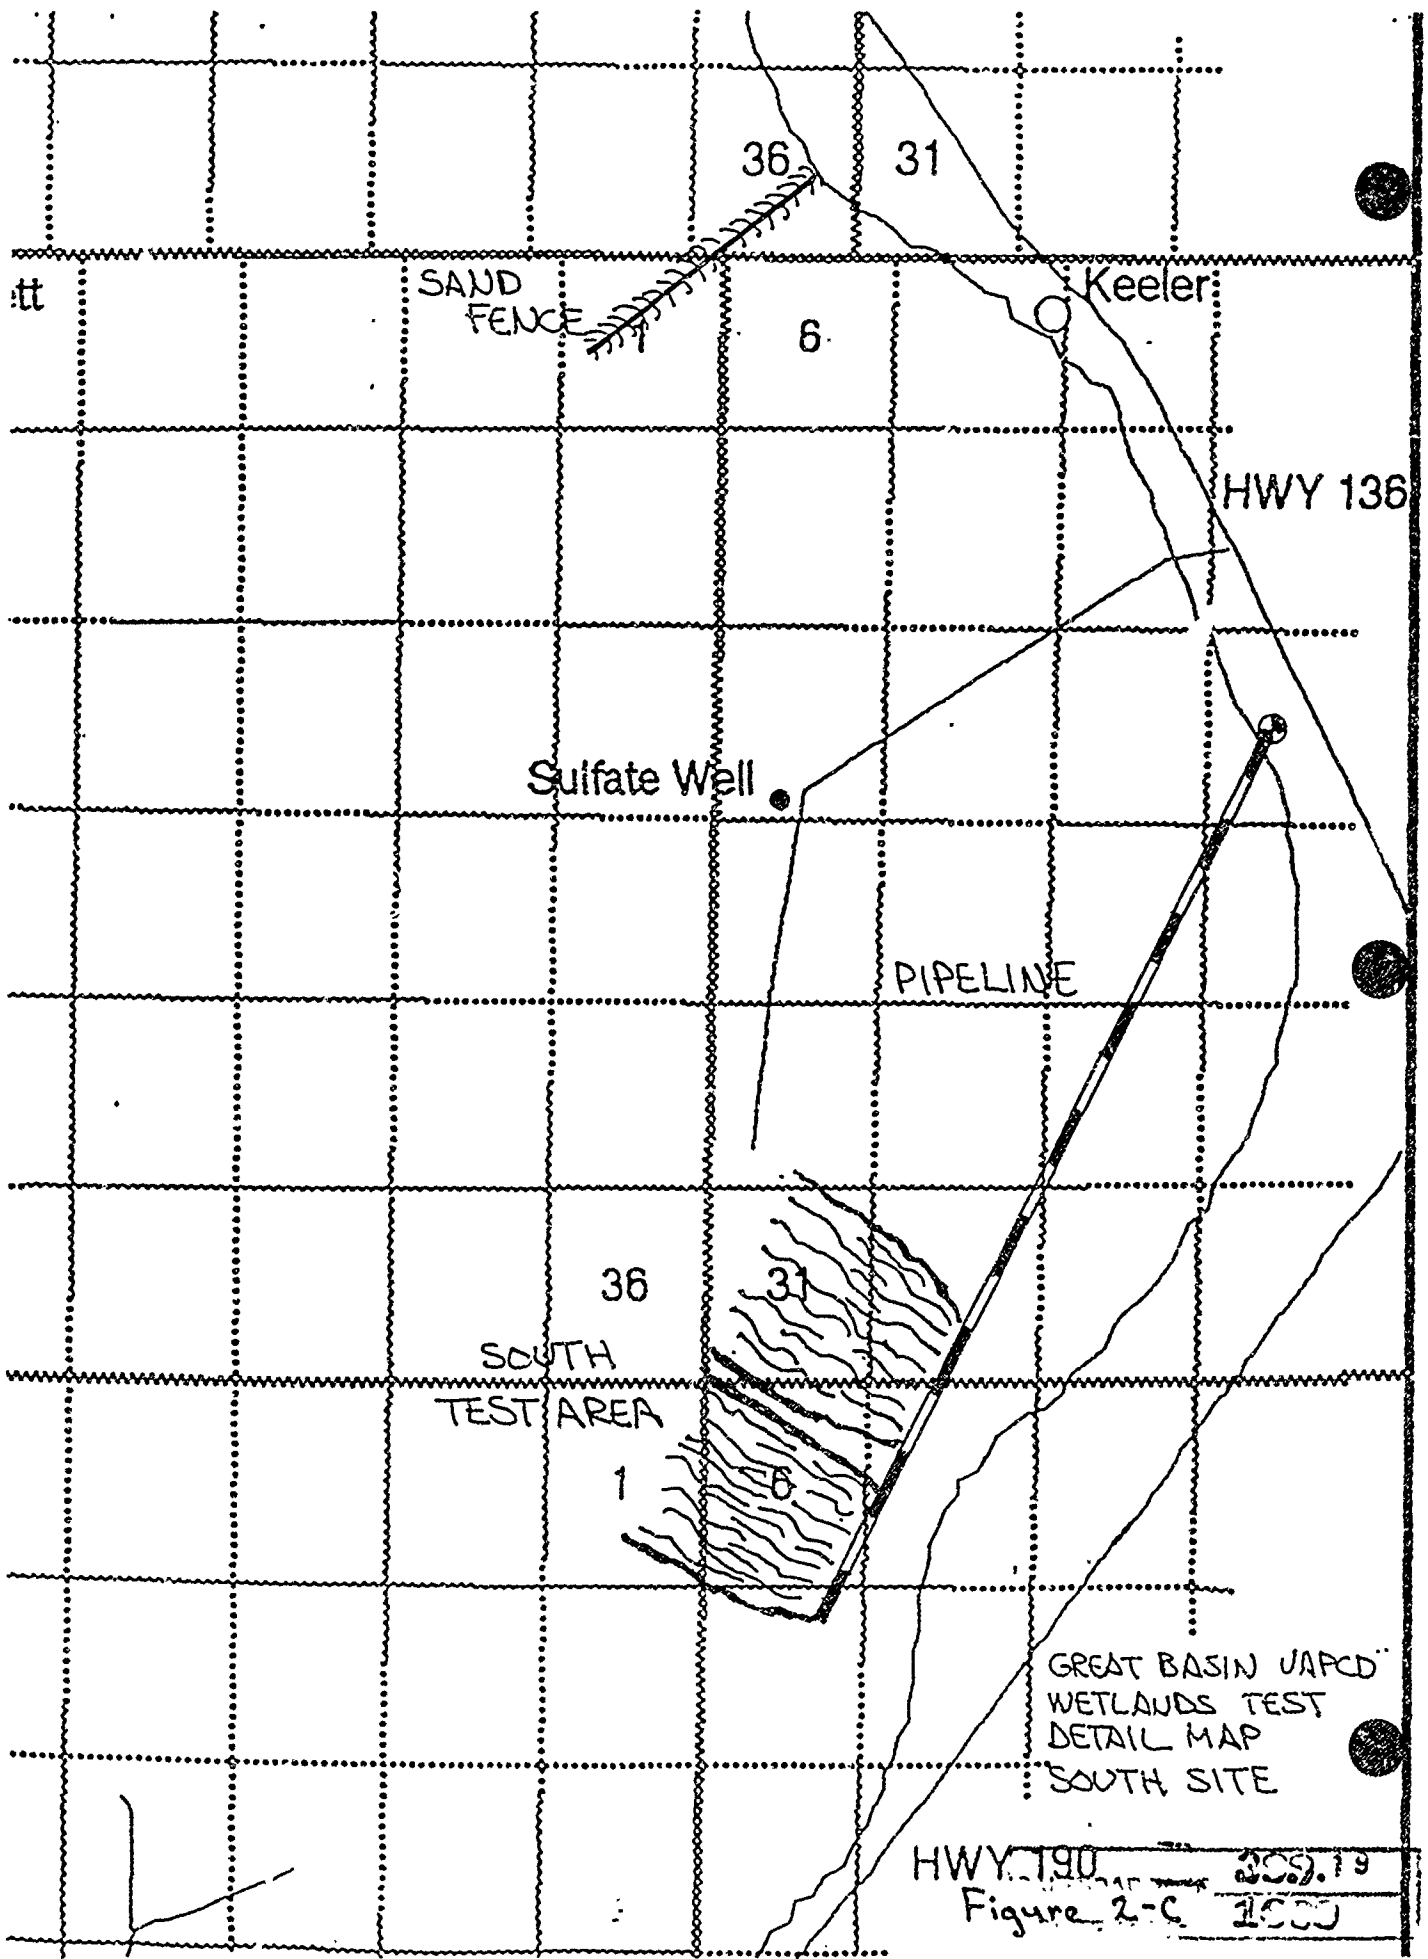 36 31
tt
SAND
FENCE
1
6
Keeler
HWY 136
Sulfate Well
PIPELINE
36 31
SOUTH
TEST AREA
1 6
GREAT BASIN UAPCD
WETLANDS TEST
DETAIL MAP
SOUTH SITE
HWY 190
Figure 2-C